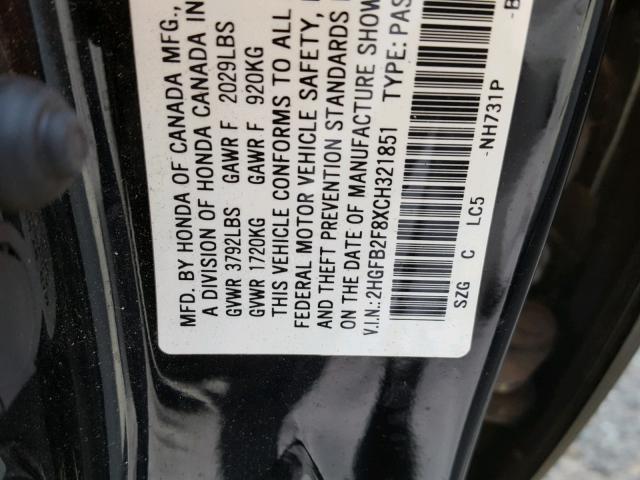 MFD. BY HONDA OF CANADA MFG.,
A DIVISION OF HONDA CANADA IN
GVWR 3792LBS GAWR F 2029LBS
GVWR 1720KG GAWR F 920KG
THIS VEHICLE CONFORMS TO ALL
FEDERAL MOTOR VEHICLE SAFETY,
AND THEFT PREVENTION STANDARDS
ON THE DATE OF MANUFACTURE SHOW
V.I.N.:2HGFB2F8XCH321851 TYPE: PAS
SZG C LC5 -NH731P -B